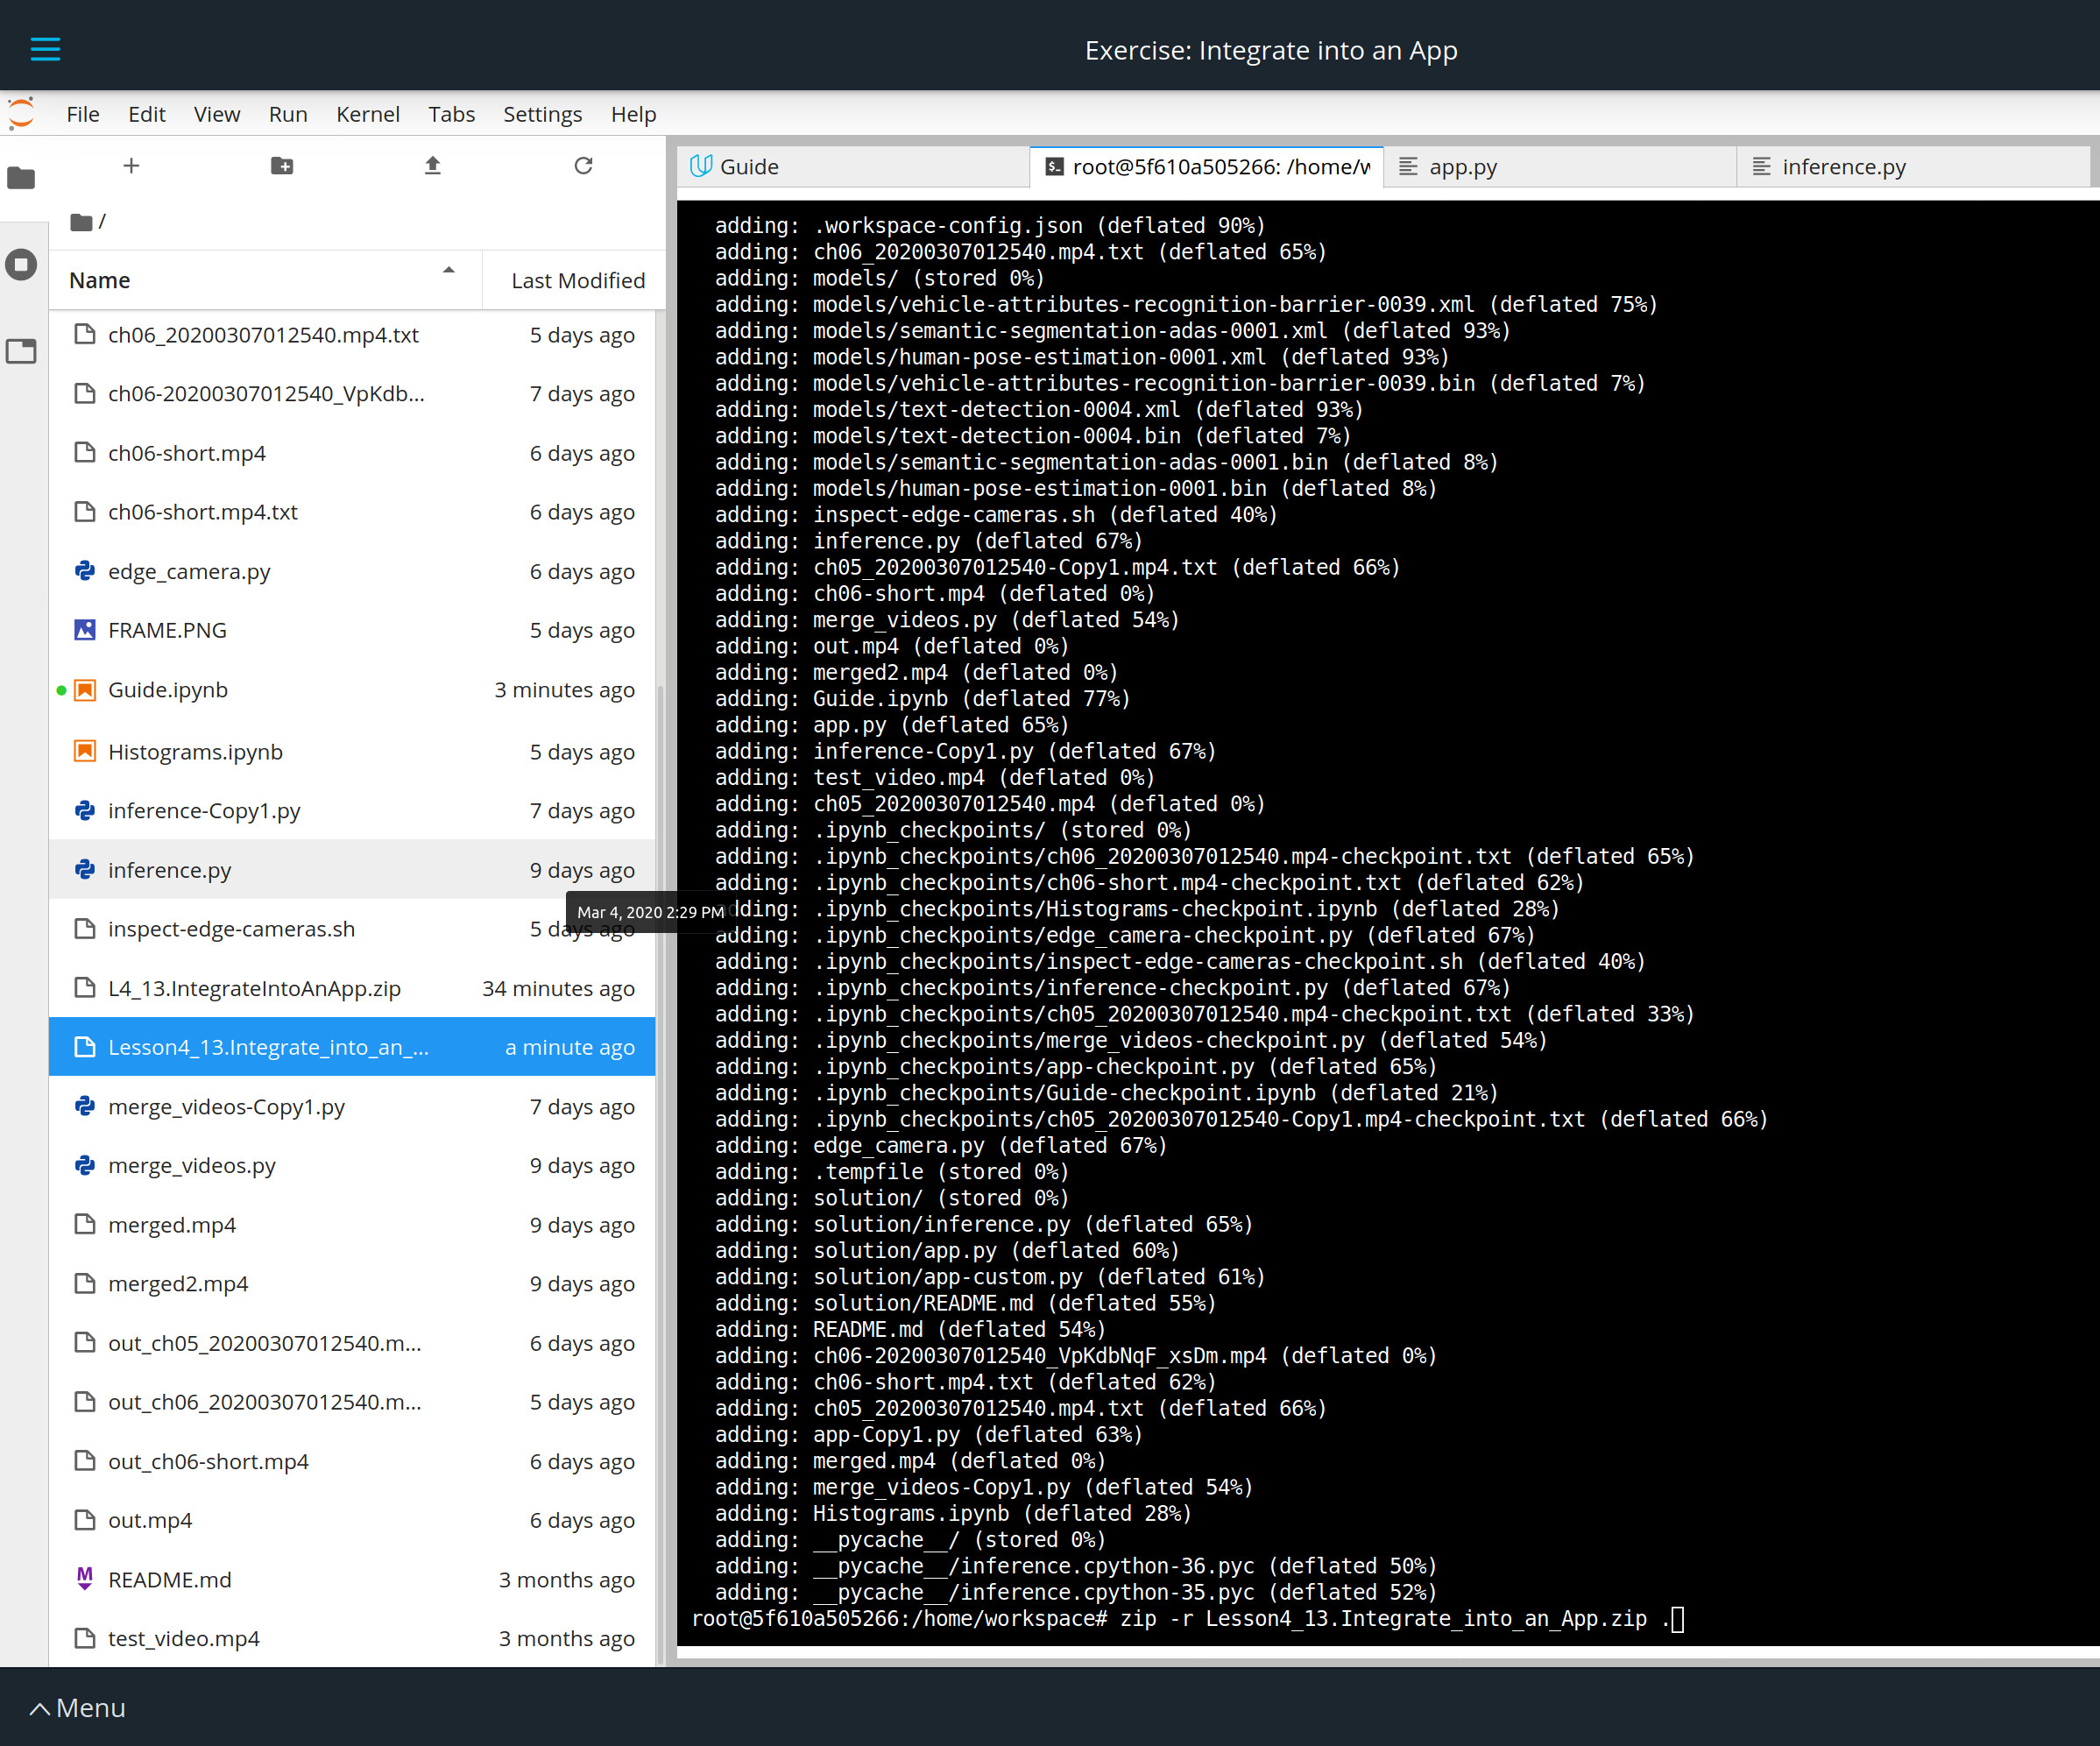 Exercise: Integrate into an App
File Edit View Run Kernel Tabs Settings Help
Guide
root@5f610a505266: /home/w
app.py
inference.py
/
Name Last Modified
ch06_20200307012540.mp4.txt 5 days ago
ch06-20200307012540_VpKdb... 7 days ago
ch06-short.mp4 6 days ago
ch06-short.mp4.txt 6 days ago
edge_camera.py 6 days ago
FRAME.PNG 5 days ago
Guide.ipynb 3 minutes ago
Histograms.ipynb 5 days ago
inference-Copy1.py 7 days ago
inference.py 9 days ago
Mar 4, 2020 2:29 PM
inspect-edge-cameras.sh 5 days ago
L4_13.IntegrateIntoAnApp.zip 34 minutes ago
Lesson4_13.Integrate_into_an_... a minute ago
merge_videos-Copy1.py 7 days ago
merge_videos.py 9 days ago
merged.mp4 9 days ago
merged2.mp4 9 days ago
out_ch05_20200307012540.m... 6 days ago
out_ch06_20200307012540.m... 5 days ago
out_ch06-short.mp4 6 days ago
out.mp4 6 days ago
README.md 3 months ago
test_video.mp4 3 months ago
adding: .workspace-config.json (deflated 90%)
adding: ch06_20200307012540.mp4.txt (deflated 65%)
adding: models/ (stored 0%)
adding: models/vehicle-attributes-recognition-barrier-0039.xml (deflated 75%)
adding: models/semantic-segmentation-adas-0001.xml (deflated 93%)
adding: models/human-pose-estimation-0001.xml (deflated 93%)
adding: models/vehicle-attributes-recognition-barrier-0039.bin (deflated 7%)
adding: models/text-detection-0004.xml (deflated 93%)
adding: models/text-detection-0004.bin (deflated 7%)
adding: models/semantic-segmentation-adas-0001.bin (deflated 8%)
adding: models/human-pose-estimation-0001.bin (deflated 8%)
adding: inspect-edge-cameras.sh (deflated 40%)
adding: inference.py (deflated 67%)
adding: ch05_20200307012540-Copy1.mp4.txt (deflated 66%)
adding: ch06-short.mp4 (deflated 0%)
adding: merge_videos.py (deflated 54%)
adding: out.mp4 (deflated 0%)
adding: merged2.mp4 (deflated 0%)
adding: Guide.ipynb (deflated 77%)
adding: app.py (deflated 65%)
adding: inference-Copy1.py (deflated 67%)
adding: test_video.mp4 (deflated 0%)
adding: ch05_20200307012540.mp4 (deflated 0%)
adding: .ipynb_checkpoints/ (stored 0%)
adding: .ipynb_checkpoints/ch06_20200307012540.mp4-checkpoint.txt (deflated 65%)
adding: .ipynb_checkpoints/ch06-short.mp4-checkpoint.txt (deflated 62%)
adding: .ipynb_checkpoints/Histograms-checkpoint.ipynb (deflated 28%)
adding: .ipynb_checkpoints/edge_camera-checkpoint.py (deflated 67%)
adding: .ipynb_checkpoints/inspect-edge-cameras-checkpoint.sh (deflated 40%)
adding: .ipynb_checkpoints/inference-checkpoint.py (deflated 67%)
adding: .ipynb_checkpoints/ch05_20200307012540.mp4-checkpoint.txt (deflated 33%)
adding: .ipynb_checkpoints/merge_videos-checkpoint.py (deflated 54%)
adding: .ipynb_checkpoints/app-checkpoint.py (deflated 65%)
adding: .ipynb_checkpoints/Guide-checkpoint.ipynb (deflated 21%)
adding: .ipynb_checkpoints/ch05_20200307012540-Copy1.mp4-checkpoint.txt (deflated 66%)
adding: edge_camera.py (deflated 67%)
adding: .tempfile (stored 0%)
adding: solution/ (stored 0%)
adding: solution/inference.py (deflated 65%)
adding: solution/app.py (deflated 60%)
adding: solution/app-custom.py (deflated 61%)
adding: solution/README.md (deflated 55%)
adding: README.md (deflated 54%)
adding: ch06-20200307012540_VpKdbNqF_xsDm.mp4 (deflated 0%)
adding: ch06-short.mp4.txt (deflated 62%)
adding: ch05_20200307012540.mp4.txt (deflated 66%)
adding: app-Copy1.py (deflated 63%)
adding: merged.mp4 (deflated 0%)
adding: merge_videos-Copy1.py (deflated 54%)
adding: Histograms.ipynb (deflated 28%)
adding: __pycache__/ (stored 0%)
adding: __pycache__/inference.cpython-36.pyc (deflated 50%)
adding: __pycache__/inference.cpython-35.pyc (deflated 52%)
root@5f610a505266:/home/workspace# zip -r Lesson4_13.Integrate_into_an_App.zip .
Menu